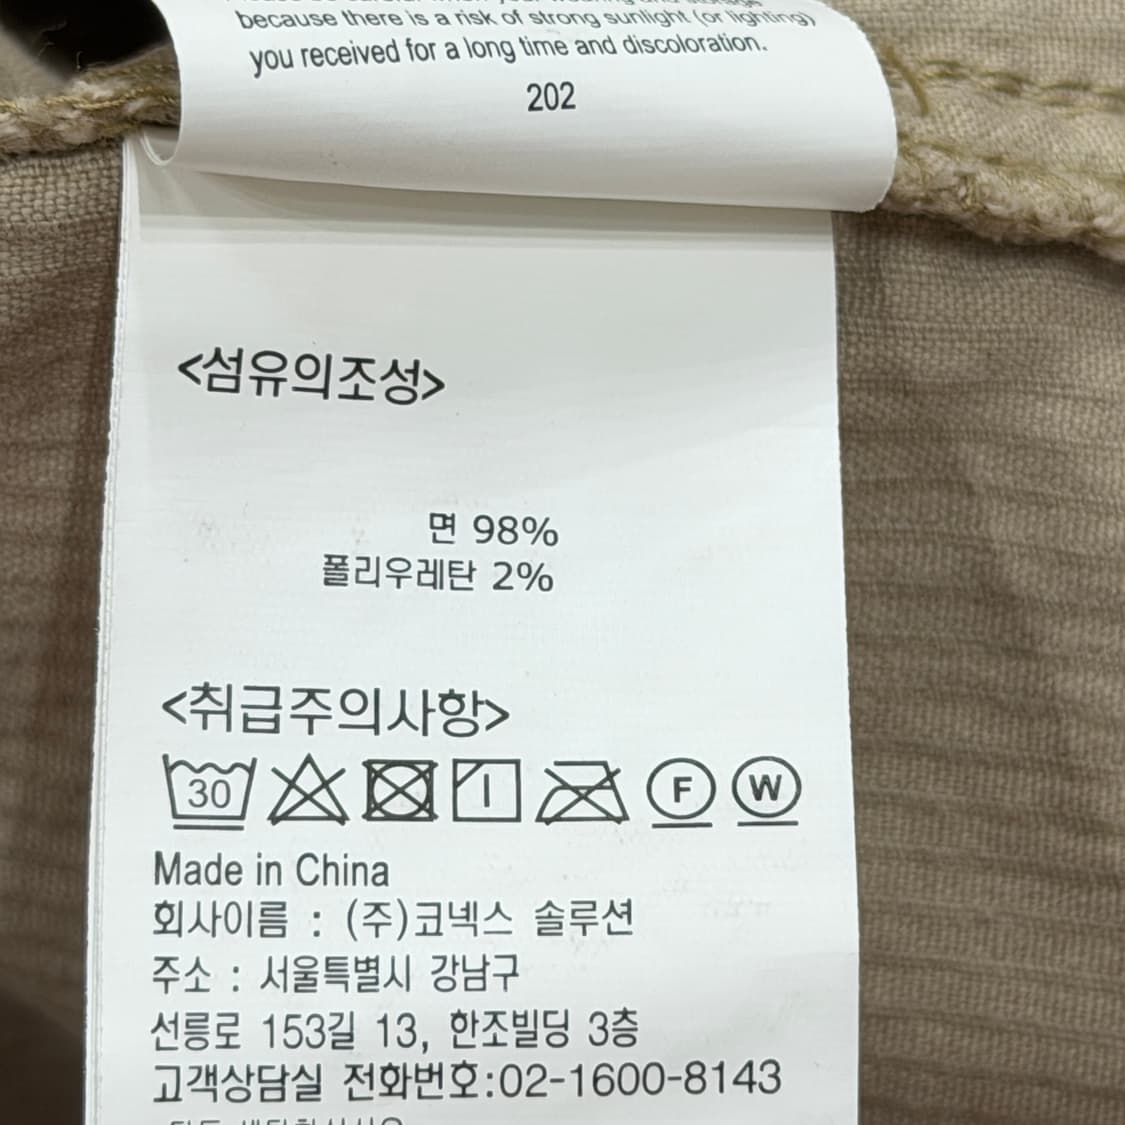 because there is a risk of strong sunlight (or lighting)
you received for a long time and discoloration.
202
<섬유의조성>
면 98%
폴리우레탄 2%
<취급주의사항>
30 F W
Made in China
회사이름 : (주)코넥스 솔루션
주소 : 서울특별시 강남구
선릉로 153길 13, 한조빌딩 3층
고객상담실 전화번호:02-1600-8143